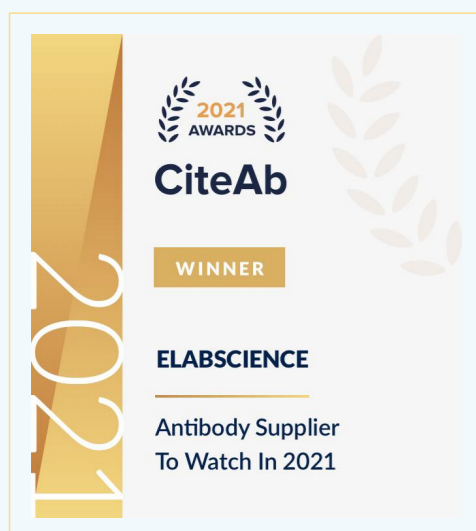 2021
2021
AWARDS
CiteAb
WINNER
ELABSCIENCE
Antibody Supplier
To Watch In 2021